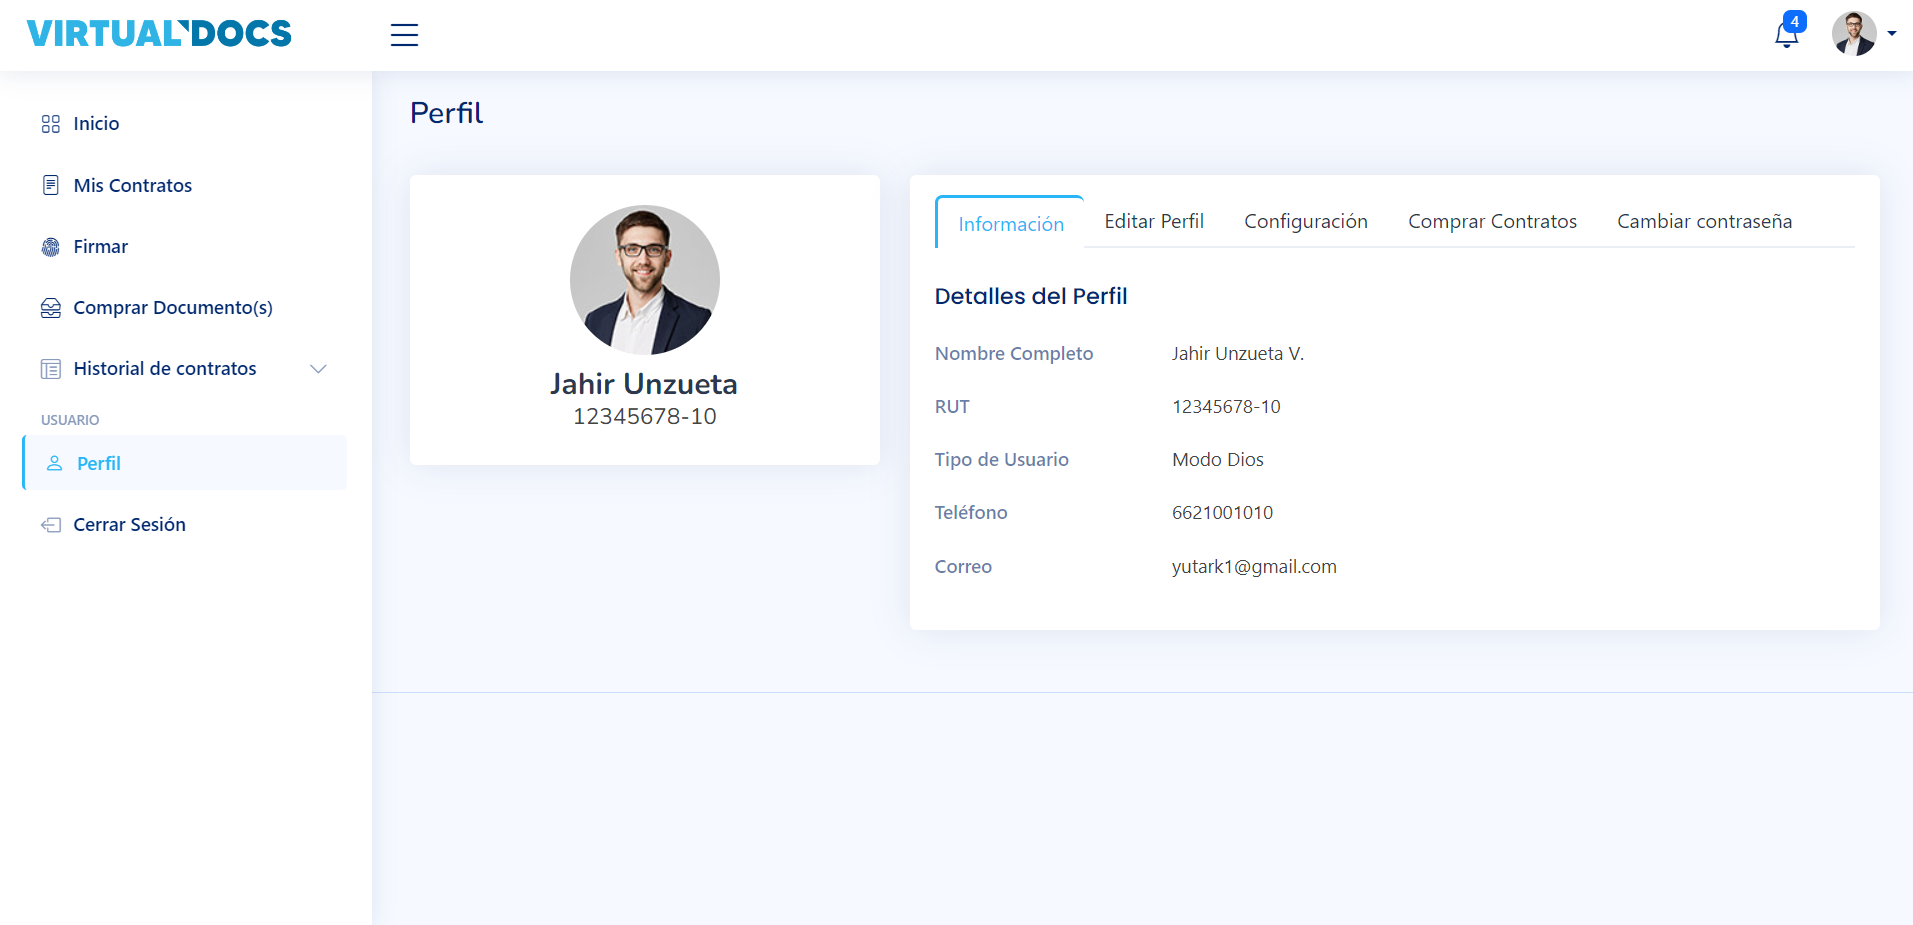 VIRTUAL DOCS
4
Inicio
Mis Contratos
Firmar
Comprar Documento(s)
Historial de contratos
USUARIO
Perfil
Cerrar Sesión
Perfil
Jahir Unzueta
12345678-10
Información Editar Perfil Configuración Comprar Contratos Cambiar contraseña
Detalles del Perfil
Nombre Completo Jahir Unzueta V.
RUT 12345678-10
Tipo de Usuario Modo Dios
Teléfono 6621001010
Correo yutark1@gmail.com